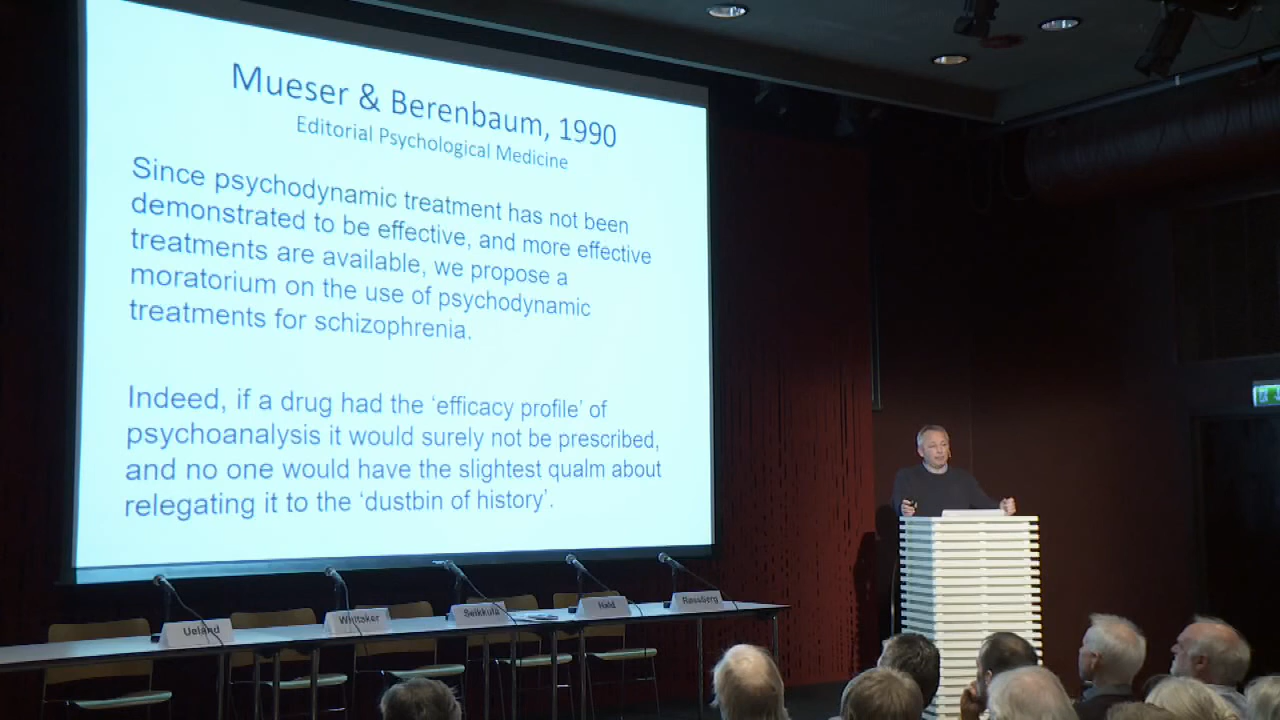 Mueser & Berenbaum, 1990
Editorial Psychological Medicine
Since psychodynamic treatment has not been
demonstrated to be effective, and more effective
treatments are available, we propose a
moratorium on the use of psychodynamic
treatments for schizophrenia.
Indeed, if a drug had the ‘efficacy profile’ of
psychoanalysis it would surely not be prescribed,
and no one would have the slightest qualm about
relegating it to the ‘dustbin of history’.
Ueland
Whitaker
Seikkula
Hald
Røssberg